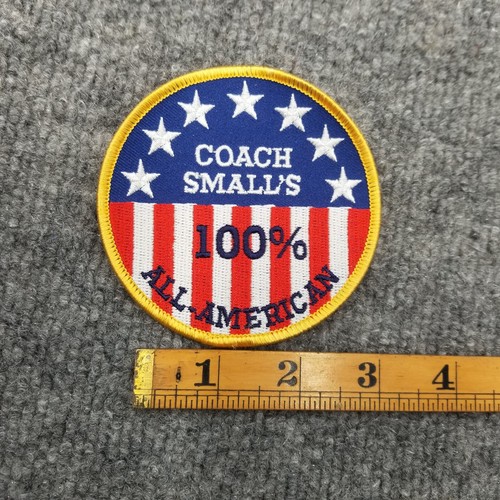 COACH
SMALL'S
100%
ALL-AMERICAN
1 2 3 4